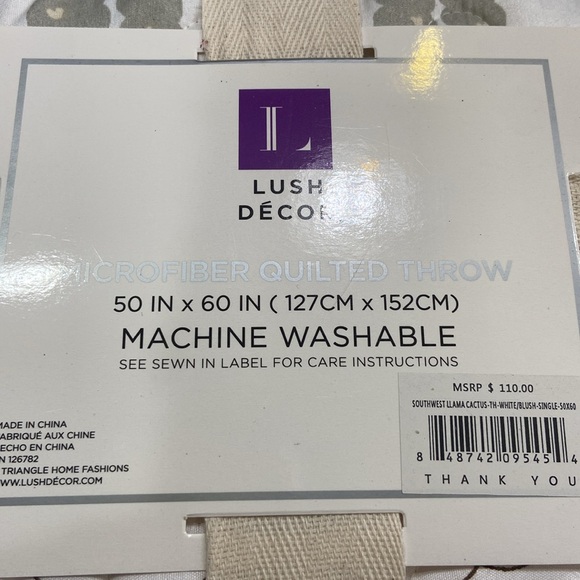 L
LUSH
DÉCOR
MICROFIBER QUILTED THROW
50 IN x 60 IN ( 127CM x 152CM)
MACHINE WASHABLE
SEE SEWN IN LABEL FOR CARE INSTRUCTIONS
MSRP $ 110.00
SOUTHWEST LLAMA CACTUS-TH-WHITE/BLUSH-SINGLE-50X60
8 48742 09545 4
THANK YOU
MADE IN CHINA
FABRIQUÉ AUX CHINE
HECHO EN CHINA
RN 126782
TRIANGLE HOME FASHIONS
WWW.LUSHDÉCOR.COM